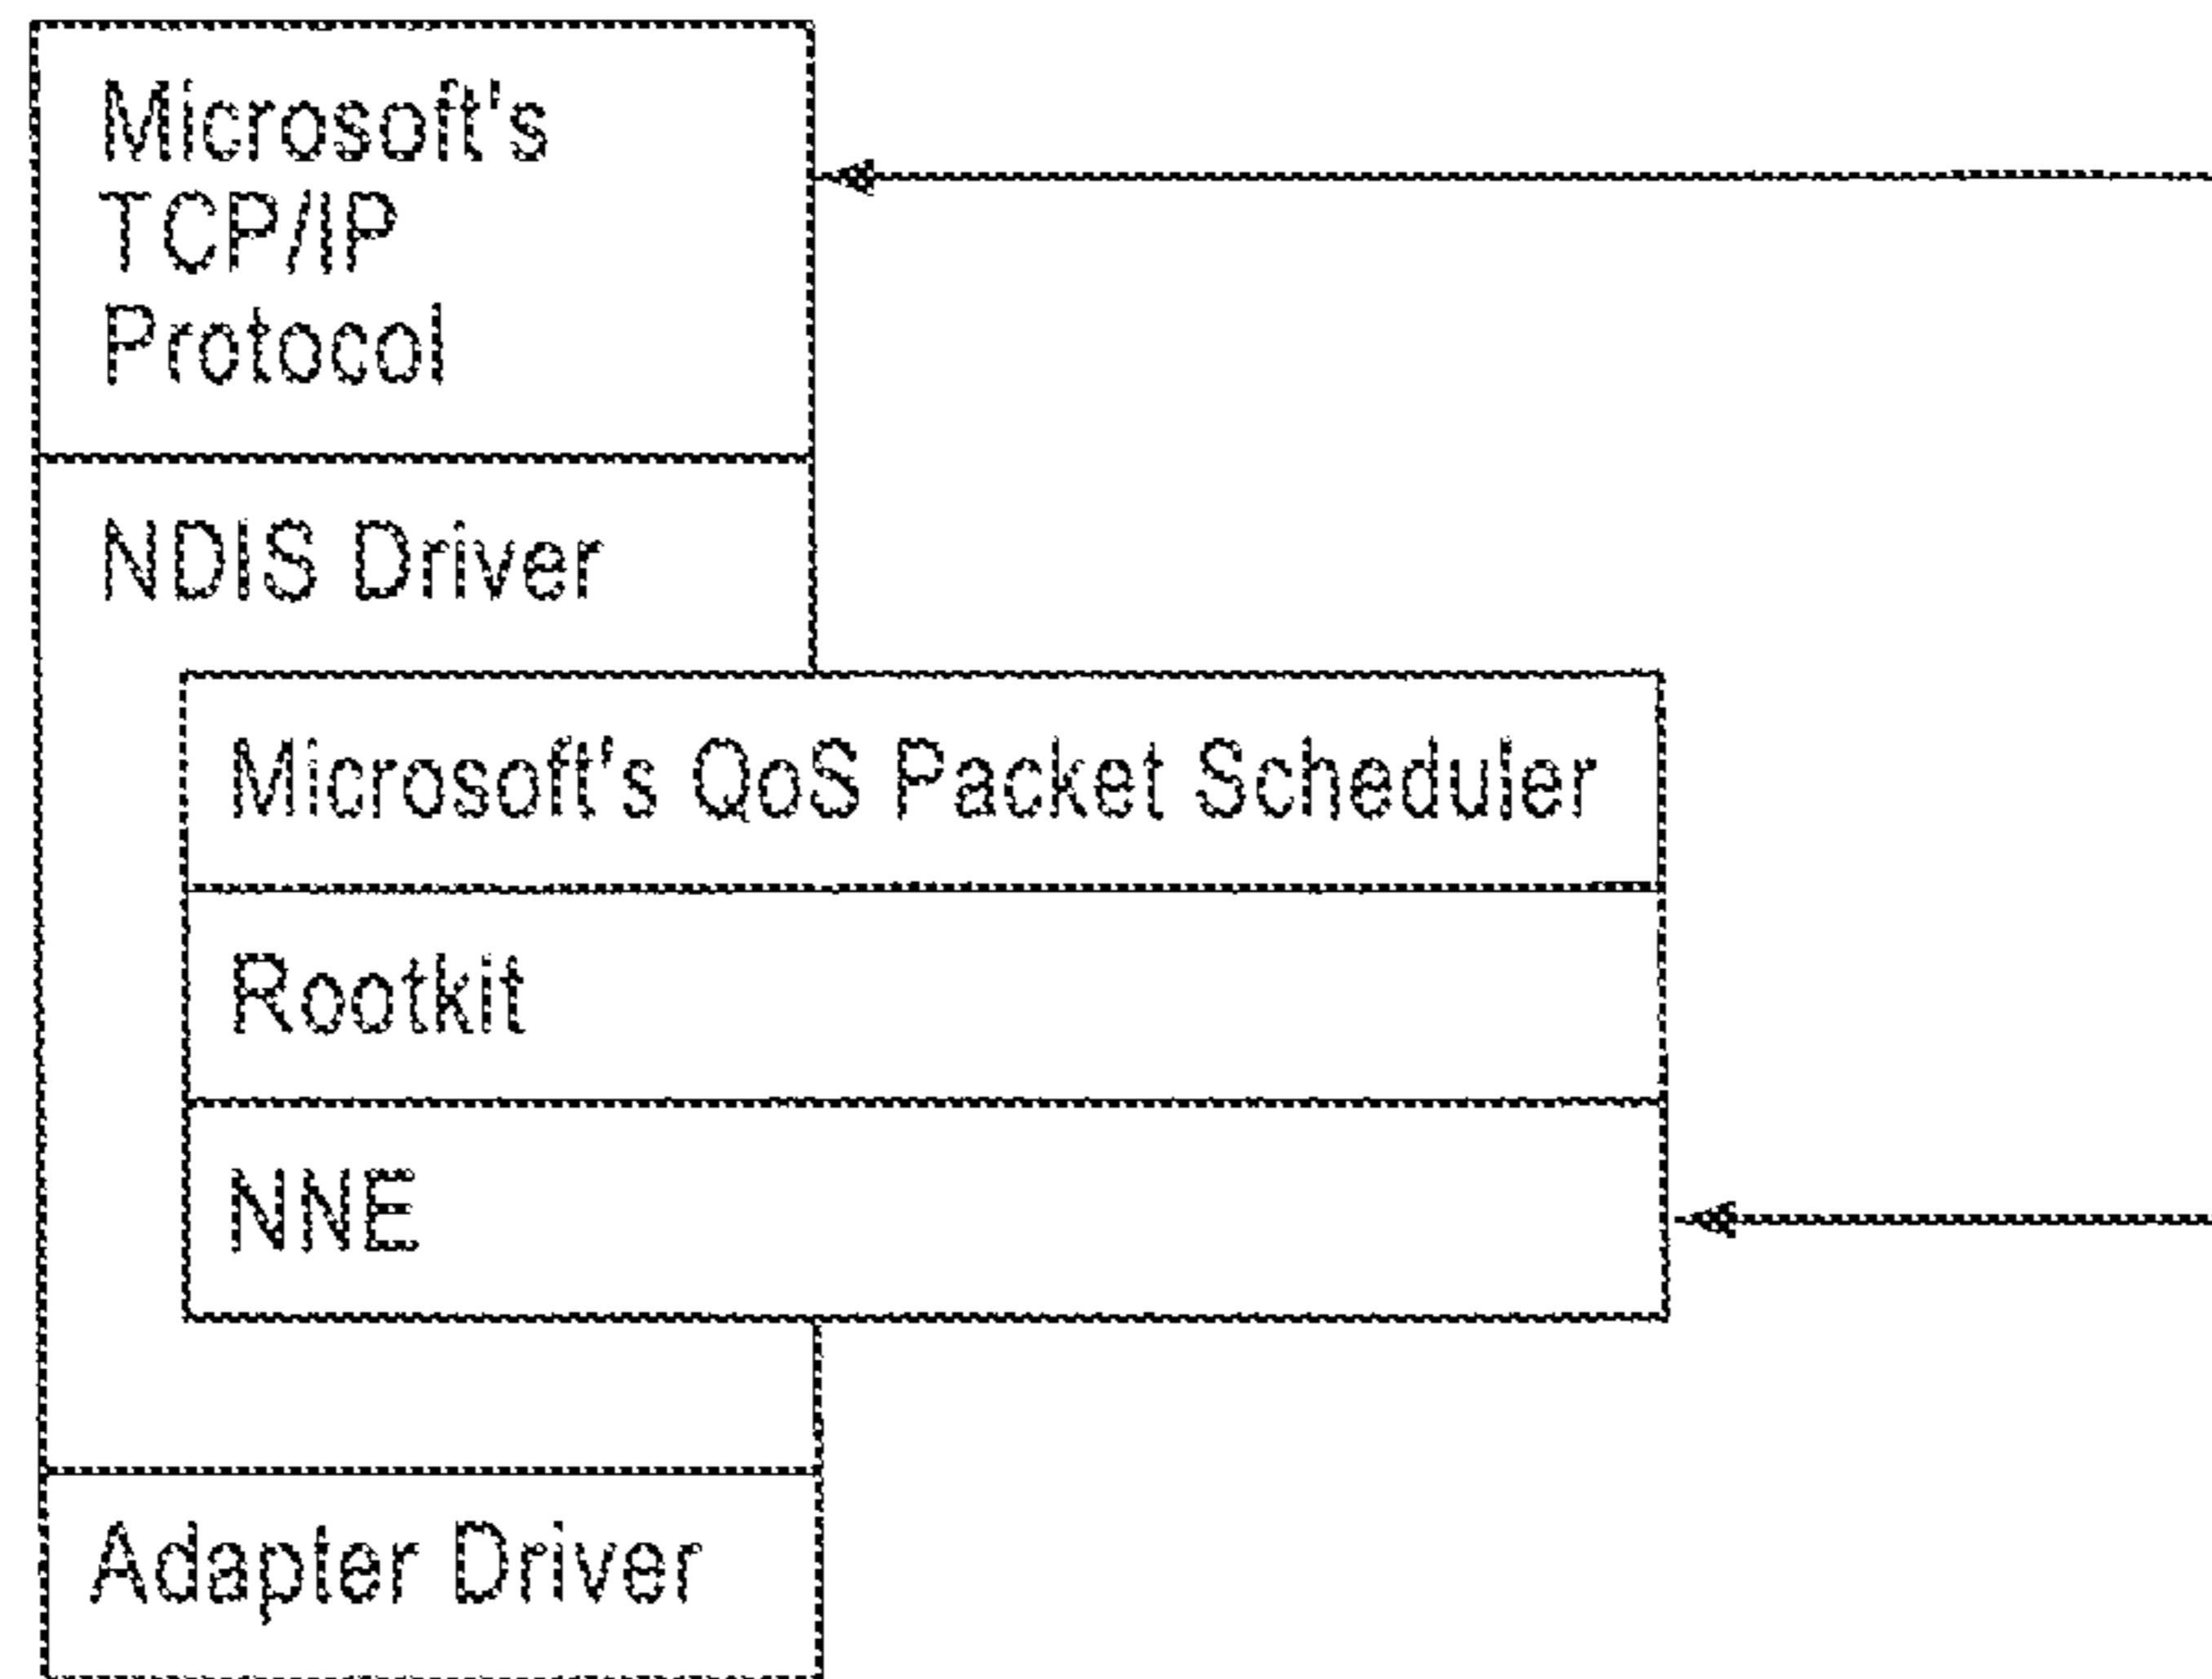 Microsoft's
TCP/IP
Protocol
NDIS Driver
Microsoft's QoS Packet Scheduler
Rootkit
NNE
Adapter Driver